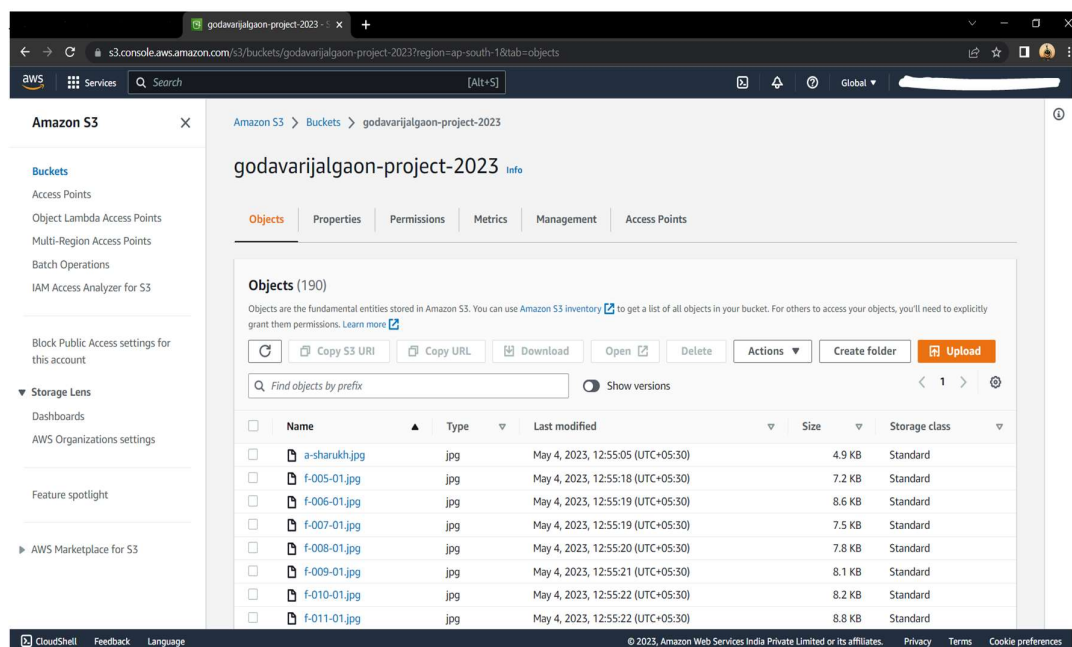 godavarijalgaon-project-2023 - S
s3.console.aws.amazon.com/s3/buckets/godavarijalgaon-project-2023?region=ap-south-1&tab=objects
aws Services Search [Alt+S] Global ▼
Amazon S3
Amazon S3 > Buckets > godavarijalgaon-project-2023
godavarijalgaon-project-2023 Info
Buckets
Access Points
Object Lambda Access Points
Multi-Region Access Points
Batch Operations
IAM Access Analyzer for S3
Block Public Access settings for
this account
▼ Storage Lens
Dashboards
AWS Organizations settings
Feature spotlight
▶ AWS Marketplace for S3
Objects Properties Permissions Metrics Management Access Points
Objects (190)
Objects are the fundamental entities stored in Amazon S3. You can use Amazon S3 inventory to get a list of all objects in your bucket. For others to access your objects, you'll need to explicitly
grant them permissions. Learn more
Copy S3 URI Copy URL Download Open Delete Actions ▼ Create folder Upload
Find objects by prefix Show versions < 1 >
Name Type Last modified Size Storage class
a-sharukh.jpg jpg May 4, 2023, 12:55:05 (UTC+05:30) 4.9 KB Standard
f-005-01.jpg jpg May 4, 2023, 12:55:18 (UTC+05:30) 7.2 KB Standard
f-006-01.jpg jpg May 4, 2023, 12:55:19 (UTC+05:30) 8.6 KB Standard
f-007-01.jpg jpg May 4, 2023, 12:55:19 (UTC+05:30) 7.5 KB Standard
f-008-01.jpg jpg May 4, 2023, 12:55:20 (UTC+05:30) 7.8 KB Standard
f-009-01.jpg jpg May 4, 2023, 12:55:21 (UTC+05:30) 8.1 KB Standard
f-010-01.jpg jpg May 4, 2023, 12:55:22 (UTC+05:30) 8.2 KB Standard
f-011-01.jpg jpg May 4, 2023, 12:55:22 (UTC+05:30) 8.8 KB Standard
CloudShell Feedback Language © 2023, Amazon Web Services India Private Limited or its affiliates. Privacy Terms Cookie preferences